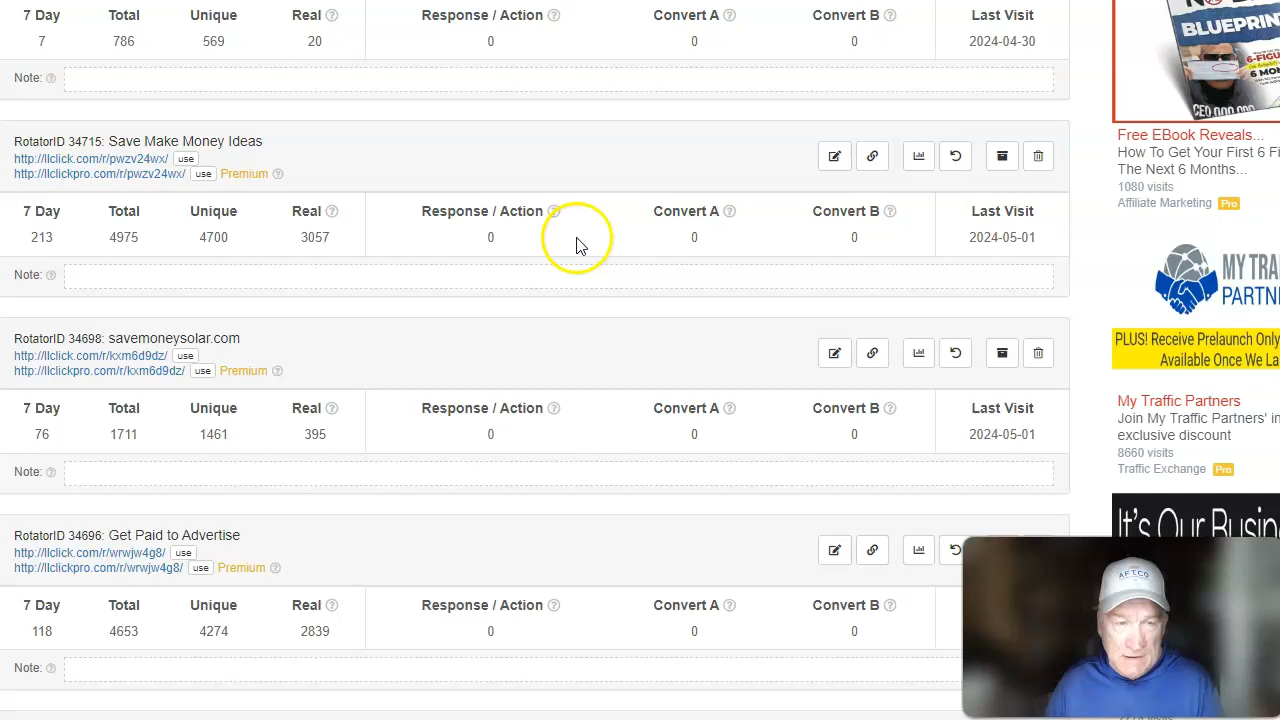 7 Day Total Unique Real Response / Action Convert A Convert B Last Visit
7 786 569 20 0 0 0 2024-04-30
Note:
RotatorID 34715: Save Make Money Ideas
http://llclick.com/r/pwzv24wx/ use
http://llclickpro.com/r/pwzv24wx/ use Premium
7 Day Total Unique Real Response / Action Convert A Convert B Last Visit
213 4975 4700 3057 0 0 0 2024-05-01
Note:
RotatorID 34698: savemoneysolar.com
http://llclick.com/r/kxm6d9dz/ use
http://llclickpro.com/r/kxm6d9dz/ use Premium
7 Day Total Unique Real Response / Action Convert A Convert B Last Visit
76 1711 1461 395 0 0 0 2024-05-01
Note:
RotatorID 34696: Get Paid to Advertise
http://llclick.com/r/wrwjw4g8/ use
http://llclickpro.com/r/wrwjw4g8/ use Premium
7 Day Total Unique Real Response / Action Convert A Convert B
118 4653 4274 2839 0 0 0
Note:
BLUEPRIN
6-FIGU
6 MON
CEO,000,000
Free EBook Reveals...
How To Get Your First 6 Fi
The Next 6 Months...
1080 visits
Affiliate Marketing Pro
MY TRA
PARTN
PLUS! Receive Prelaunch Only
Available Once We La
My Traffic Partners
Join My Traffic Partners' in
exclusive discount
8660 visits
Traffic Exchange Pro
It's Our Busin
AFTCO